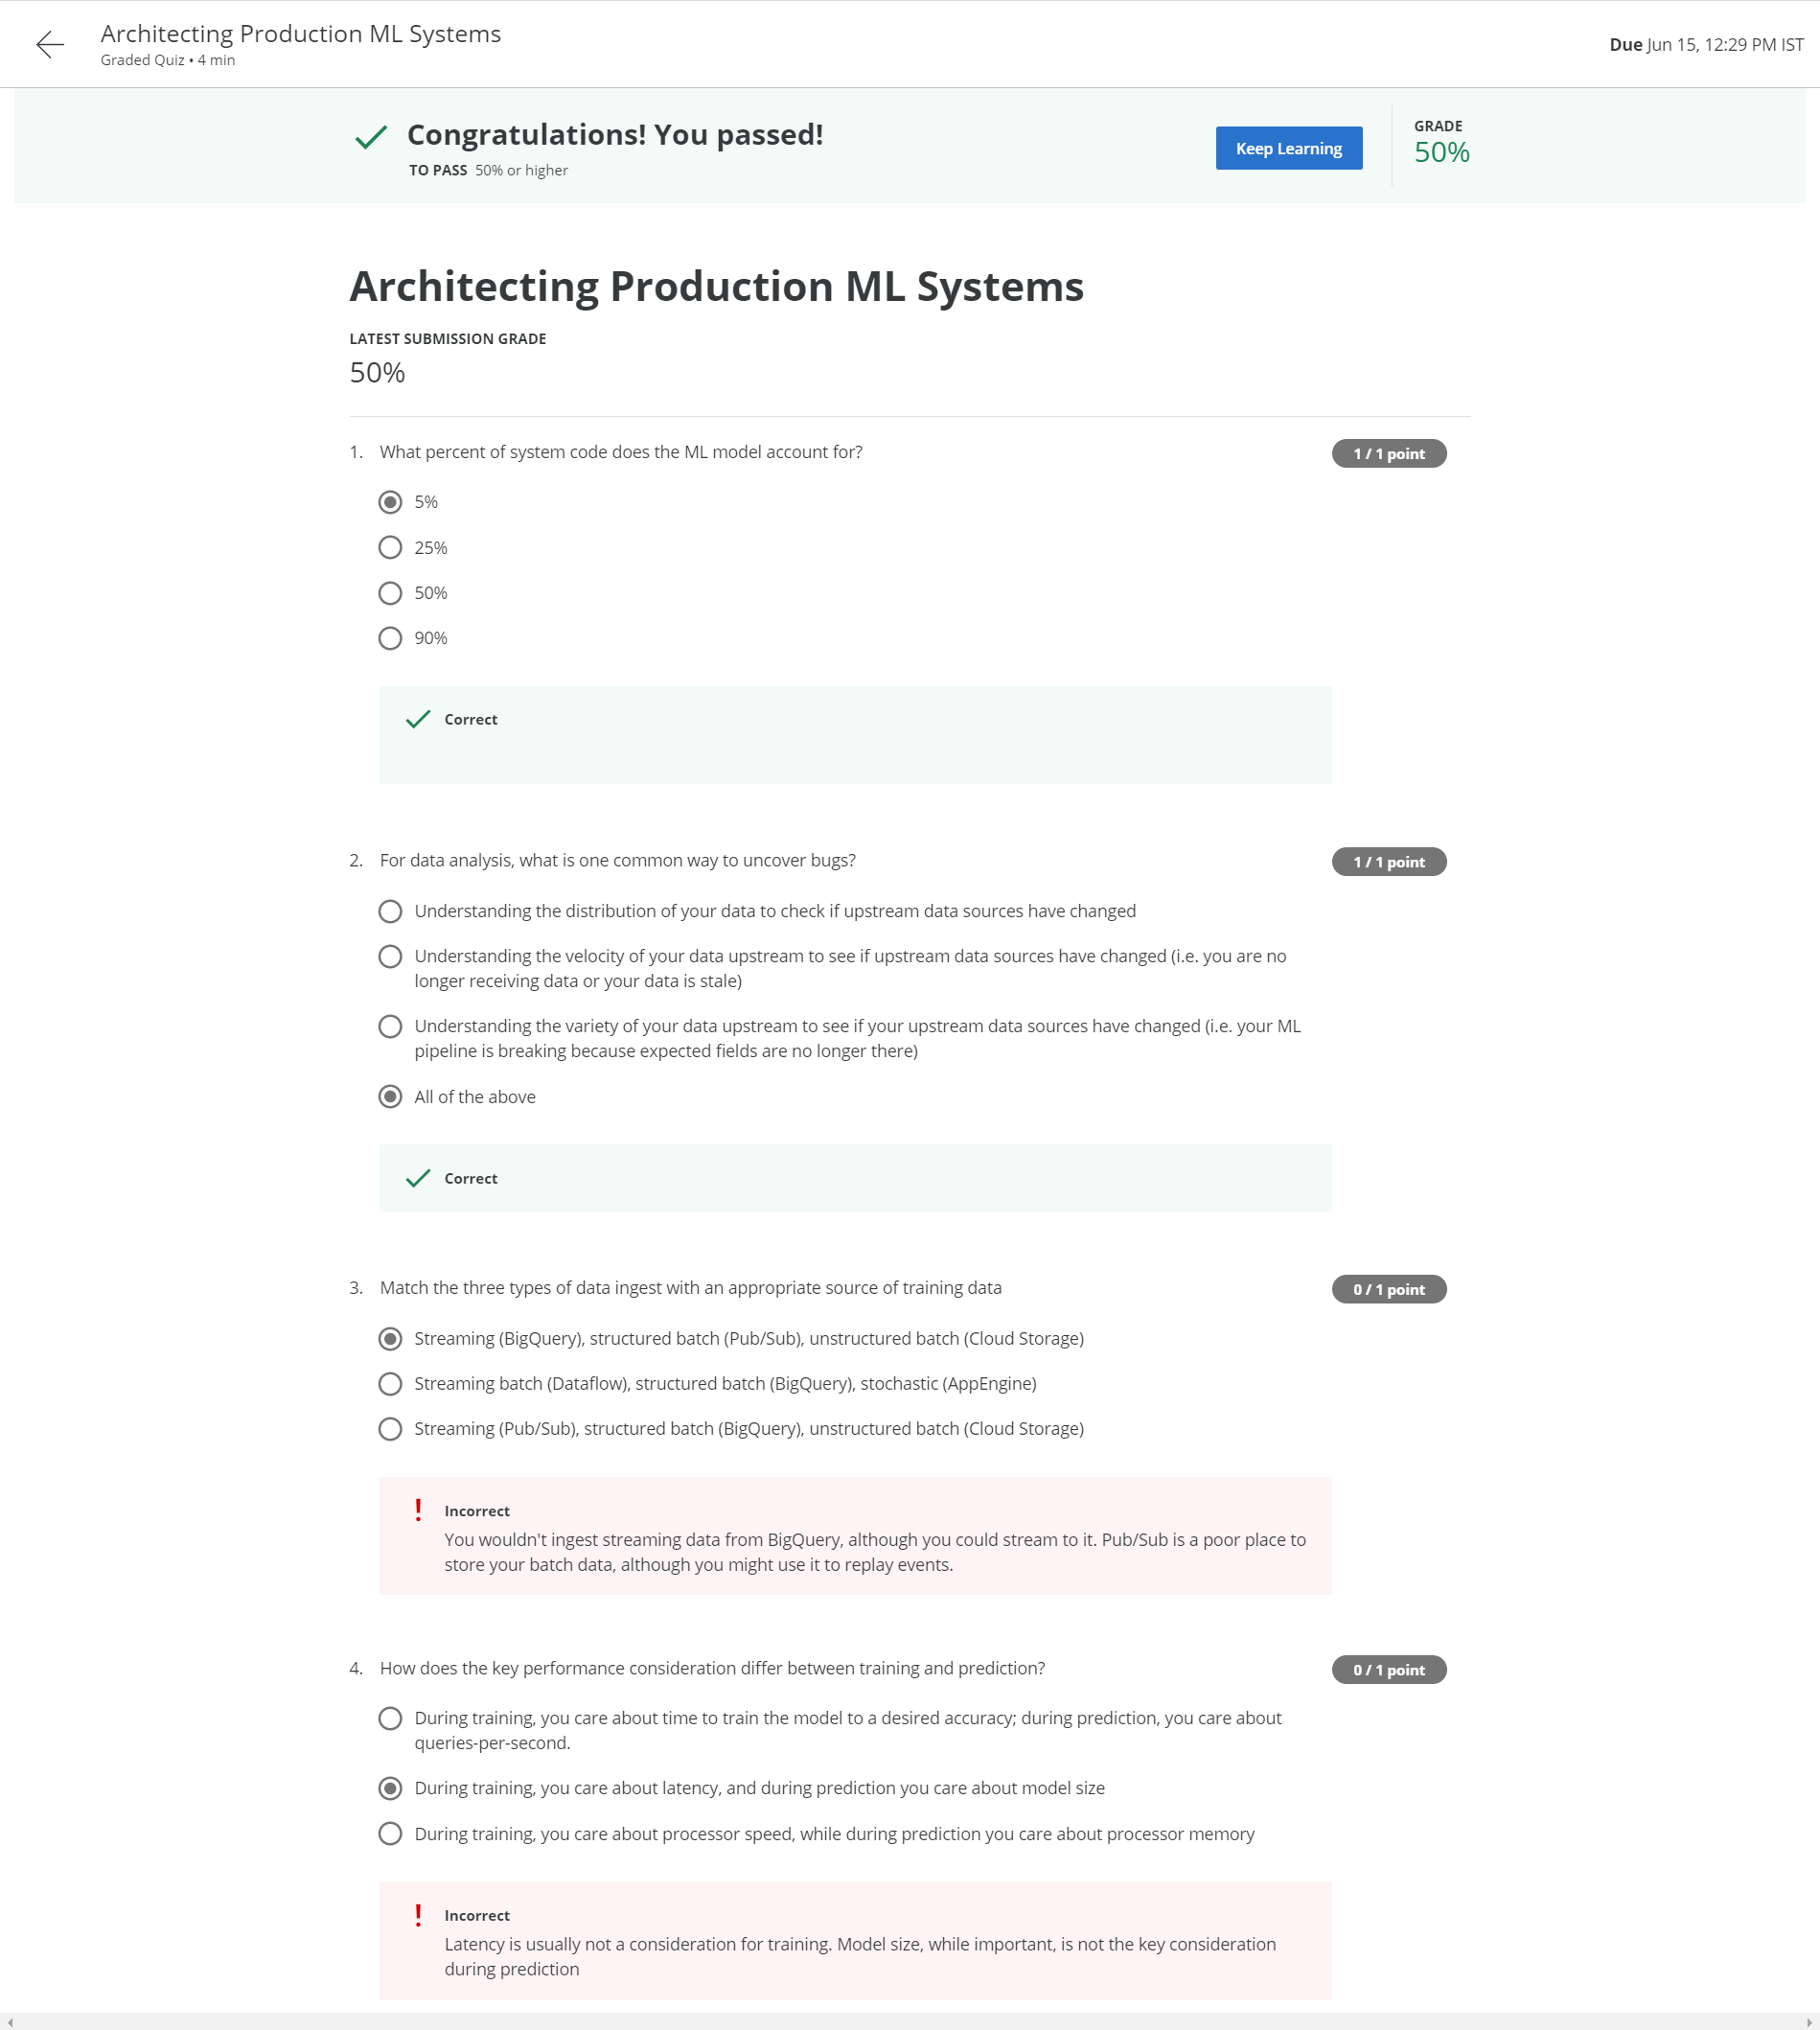 Architecting Production ML Systems
Graded Quiz • 4 min
Due Jun 15, 12:29 PM IST
Congratulations! You passed!
TO PASS 50% or higher
Keep Learning
GRADE
50%
Architecting Production ML Systems
LATEST SUBMISSION GRADE
50%
1. What percent of system code does the ML model account for?
1 / 1 point
5%
25%
50%
90%
Correct
2. For data analysis, what is one common way to uncover bugs?
1 / 1 point
Understanding the distribution of your data to check if upstream data sources have changed
Understanding the velocity of your data upstream to see if upstream data sources have changed (i.e. you are no
longer receiving data or your data is stale)
Understanding the variety of your data upstream to see if your upstream data sources have changed (i.e. your ML
pipeline is breaking because expected fields are no longer there)
All of the above
Correct
3. Match the three types of data ingest with an appropriate source of training data
0 / 1 point
Streaming (BigQuery), structured batch (Pub/Sub), unstructured batch (Cloud Storage)
Streaming batch (Dataflow), structured batch (BigQuery), stochastic (AppEngine)
Streaming (Pub/Sub), structured batch (BigQuery), unstructured batch (Cloud Storage)
Incorrect
You wouldn't ingest streaming data from BigQuery, although you could stream to it. Pub/Sub is a poor place to
store your batch data, although you might use it to replay events.
4. How does the key performance consideration differ between training and prediction?
0 / 1 point
During training, you care about time to train the model to a desired accuracy; during prediction, you care about
queries-per-second.
During training, you care about latency, and during prediction you care about model size
During training, you care about processor speed, while during prediction you care about processor memory
Incorrect
Latency is usually not a consideration for training. Model size, while important, is not the key consideration
during prediction